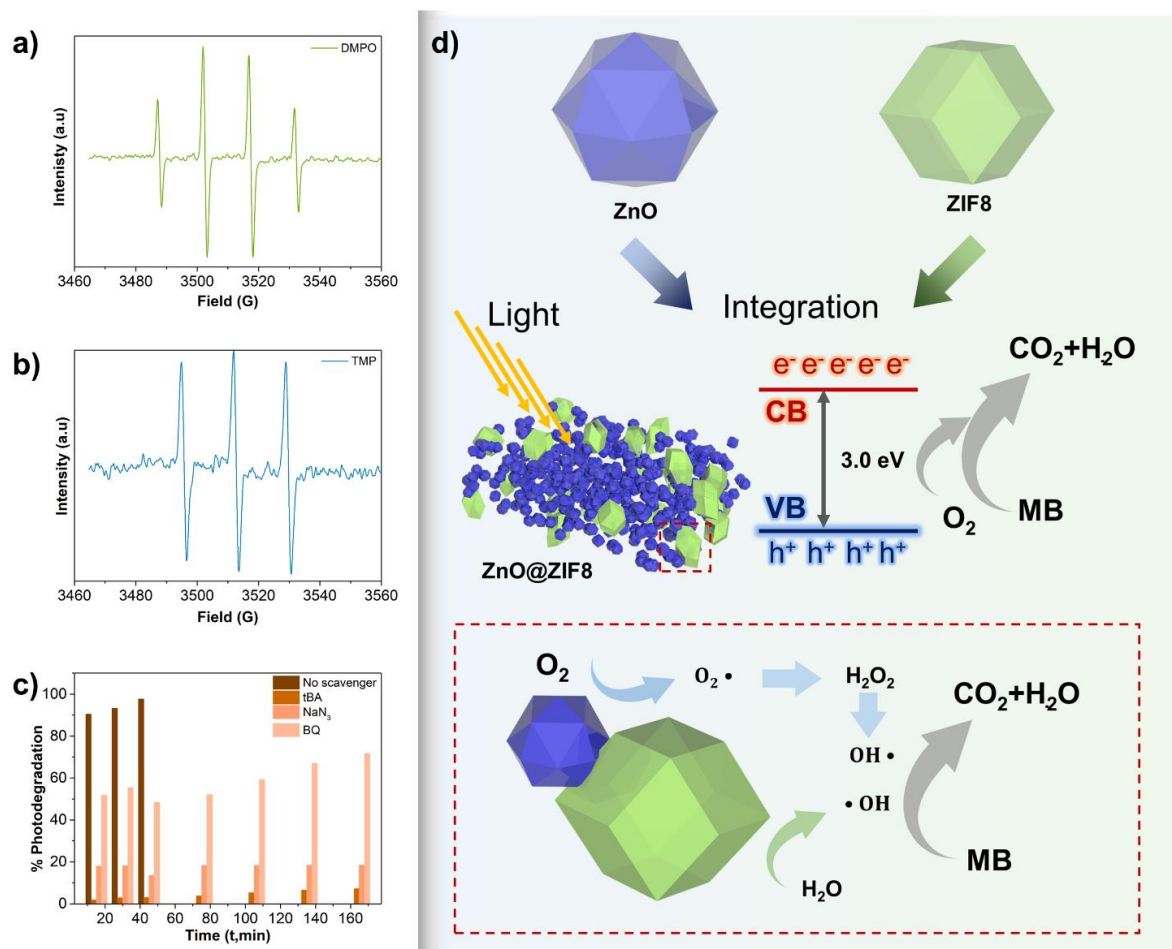 a)
DMPO
Intenisty (a.u)
3460 3480 3500 3520 3540 3560
Field (G)
b)
TMP
Intensity (a.u)
3460 3480 3500 3520 3540 3560
Field (G)
c)
No scavenger
tBA
NaN₃
BQ
% Photodegradation
100
80
60
40
20
0
20 40 60 80 100 120 140 160
Time (t,min)
d)
ZnO
ZIF8
Integration
Light
CO₂+H₂O
e⁻ e⁻ e⁻ e⁻ e⁻
CB
3.0 eV
VB
h⁺ h⁺ h⁺ h⁺
O₂
MB
ZnO@ZIF8
O₂
O₂ •
H₂O₂
CO₂+H₂O
OH •
• OH
MB
H₂O